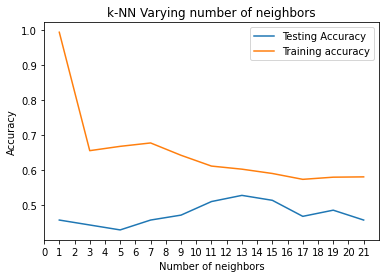 k-NN Varying number of neighbors
Testing Accuracy
Training accuracy
1.0
0.9
0.8
0.7
0.6
0.5
Accuracy
0 1 2 3 4 5 6 7 8 9 10 11 12 13 14 15 16 17 18 19 20 21
Number of neighbors